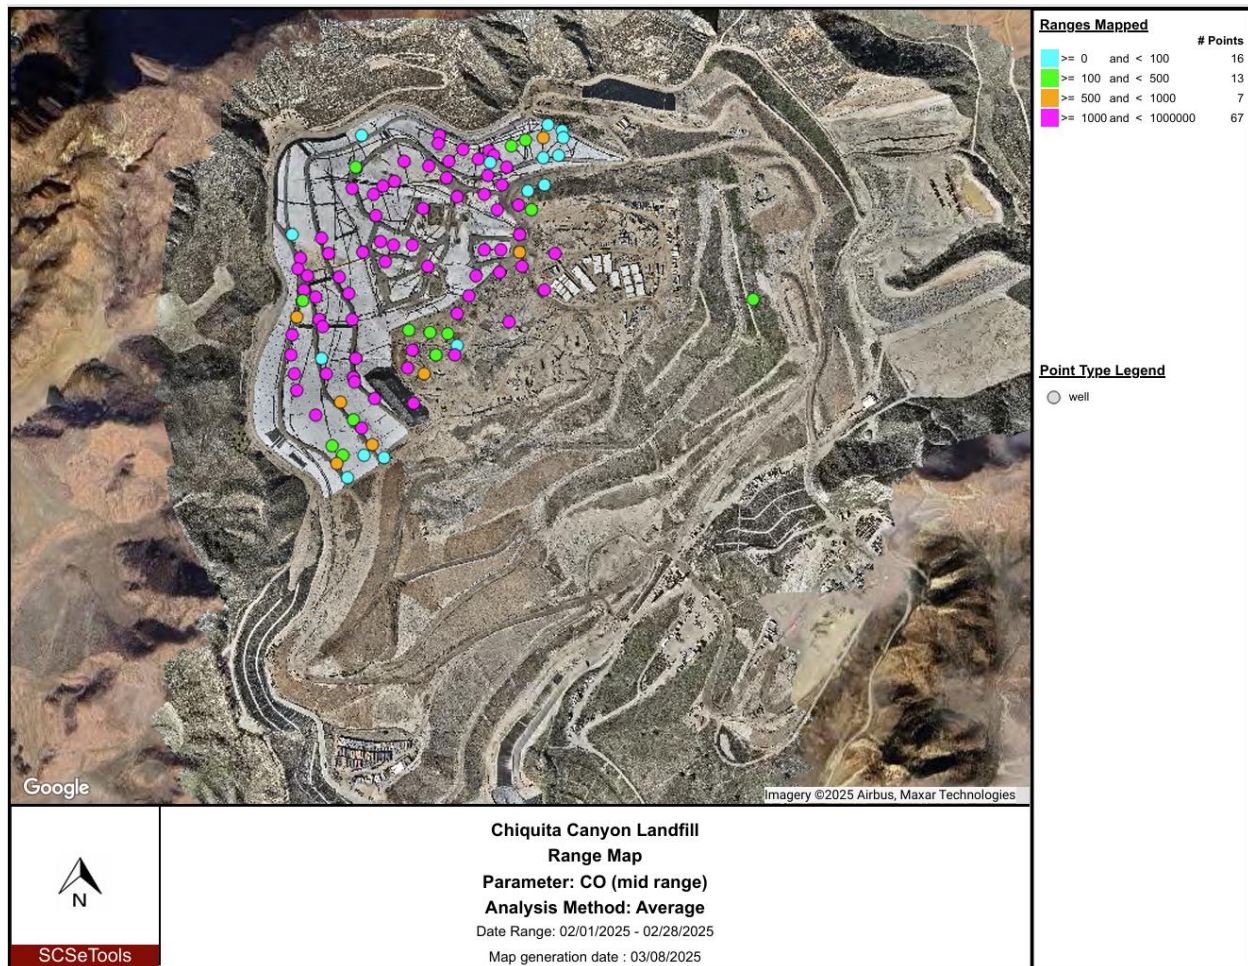 Ranges Mapped
# Points
>= 0 and < 100 16
>= 100 and < 500 13
>= 500 and < 1000 7
>= 1000 and < 1000000 67
Point Type Legend
well
Google
Imagery ©2025 Airbus, Maxar Technologies
N
SCSeTools
Chiquita Canyon Landfill
Range Map
Parameter: CO (mid range)
Analysis Method: Average
Date Range: 02/01/2025 - 02/28/2025
Map generation date : 03/08/2025